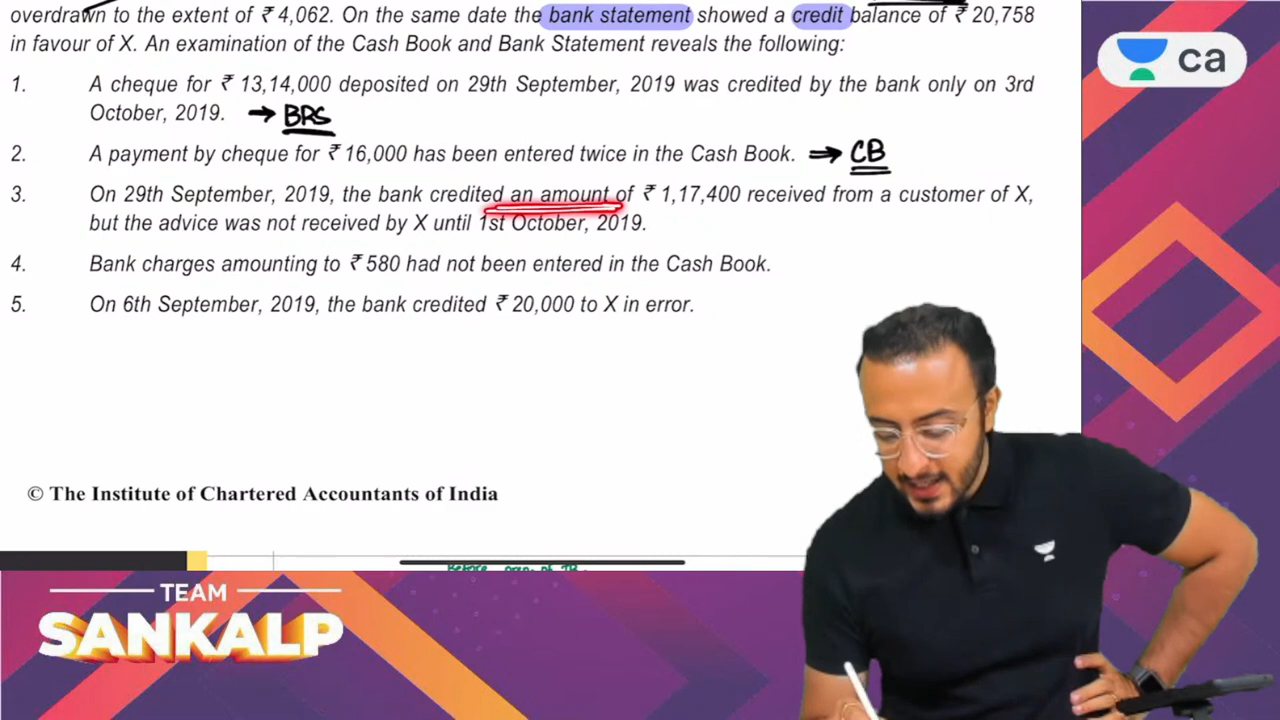 overdrawn to the extent of ₹ 4,062. On the same date the bank statement showed a credit balance of ₹ 20,758
in favour of X. An examination of the Cash Book and Bank Statement reveals the following:
1. A cheque for ₹ 13,14,000 deposited on 29th September, 2019 was credited by the bank only on 3rd
October, 2019. → BRS
2. A payment by cheque for ₹ 16,000 has been entered twice in the Cash Book. ⇒ CB
3. On 29th September, 2019, the bank credited an amount of ₹ 1,17,400 received from a customer of X,
but the advice was not received by X until 1st October, 2019.
4. Bank charges amounting to ₹ 580 had not been entered in the Cash Book.
5. On 6th September, 2019, the bank credited ₹ 20,000 to X in error.
© The Institute of Chartered Accountants of India
ca
TEAM
SANKALP